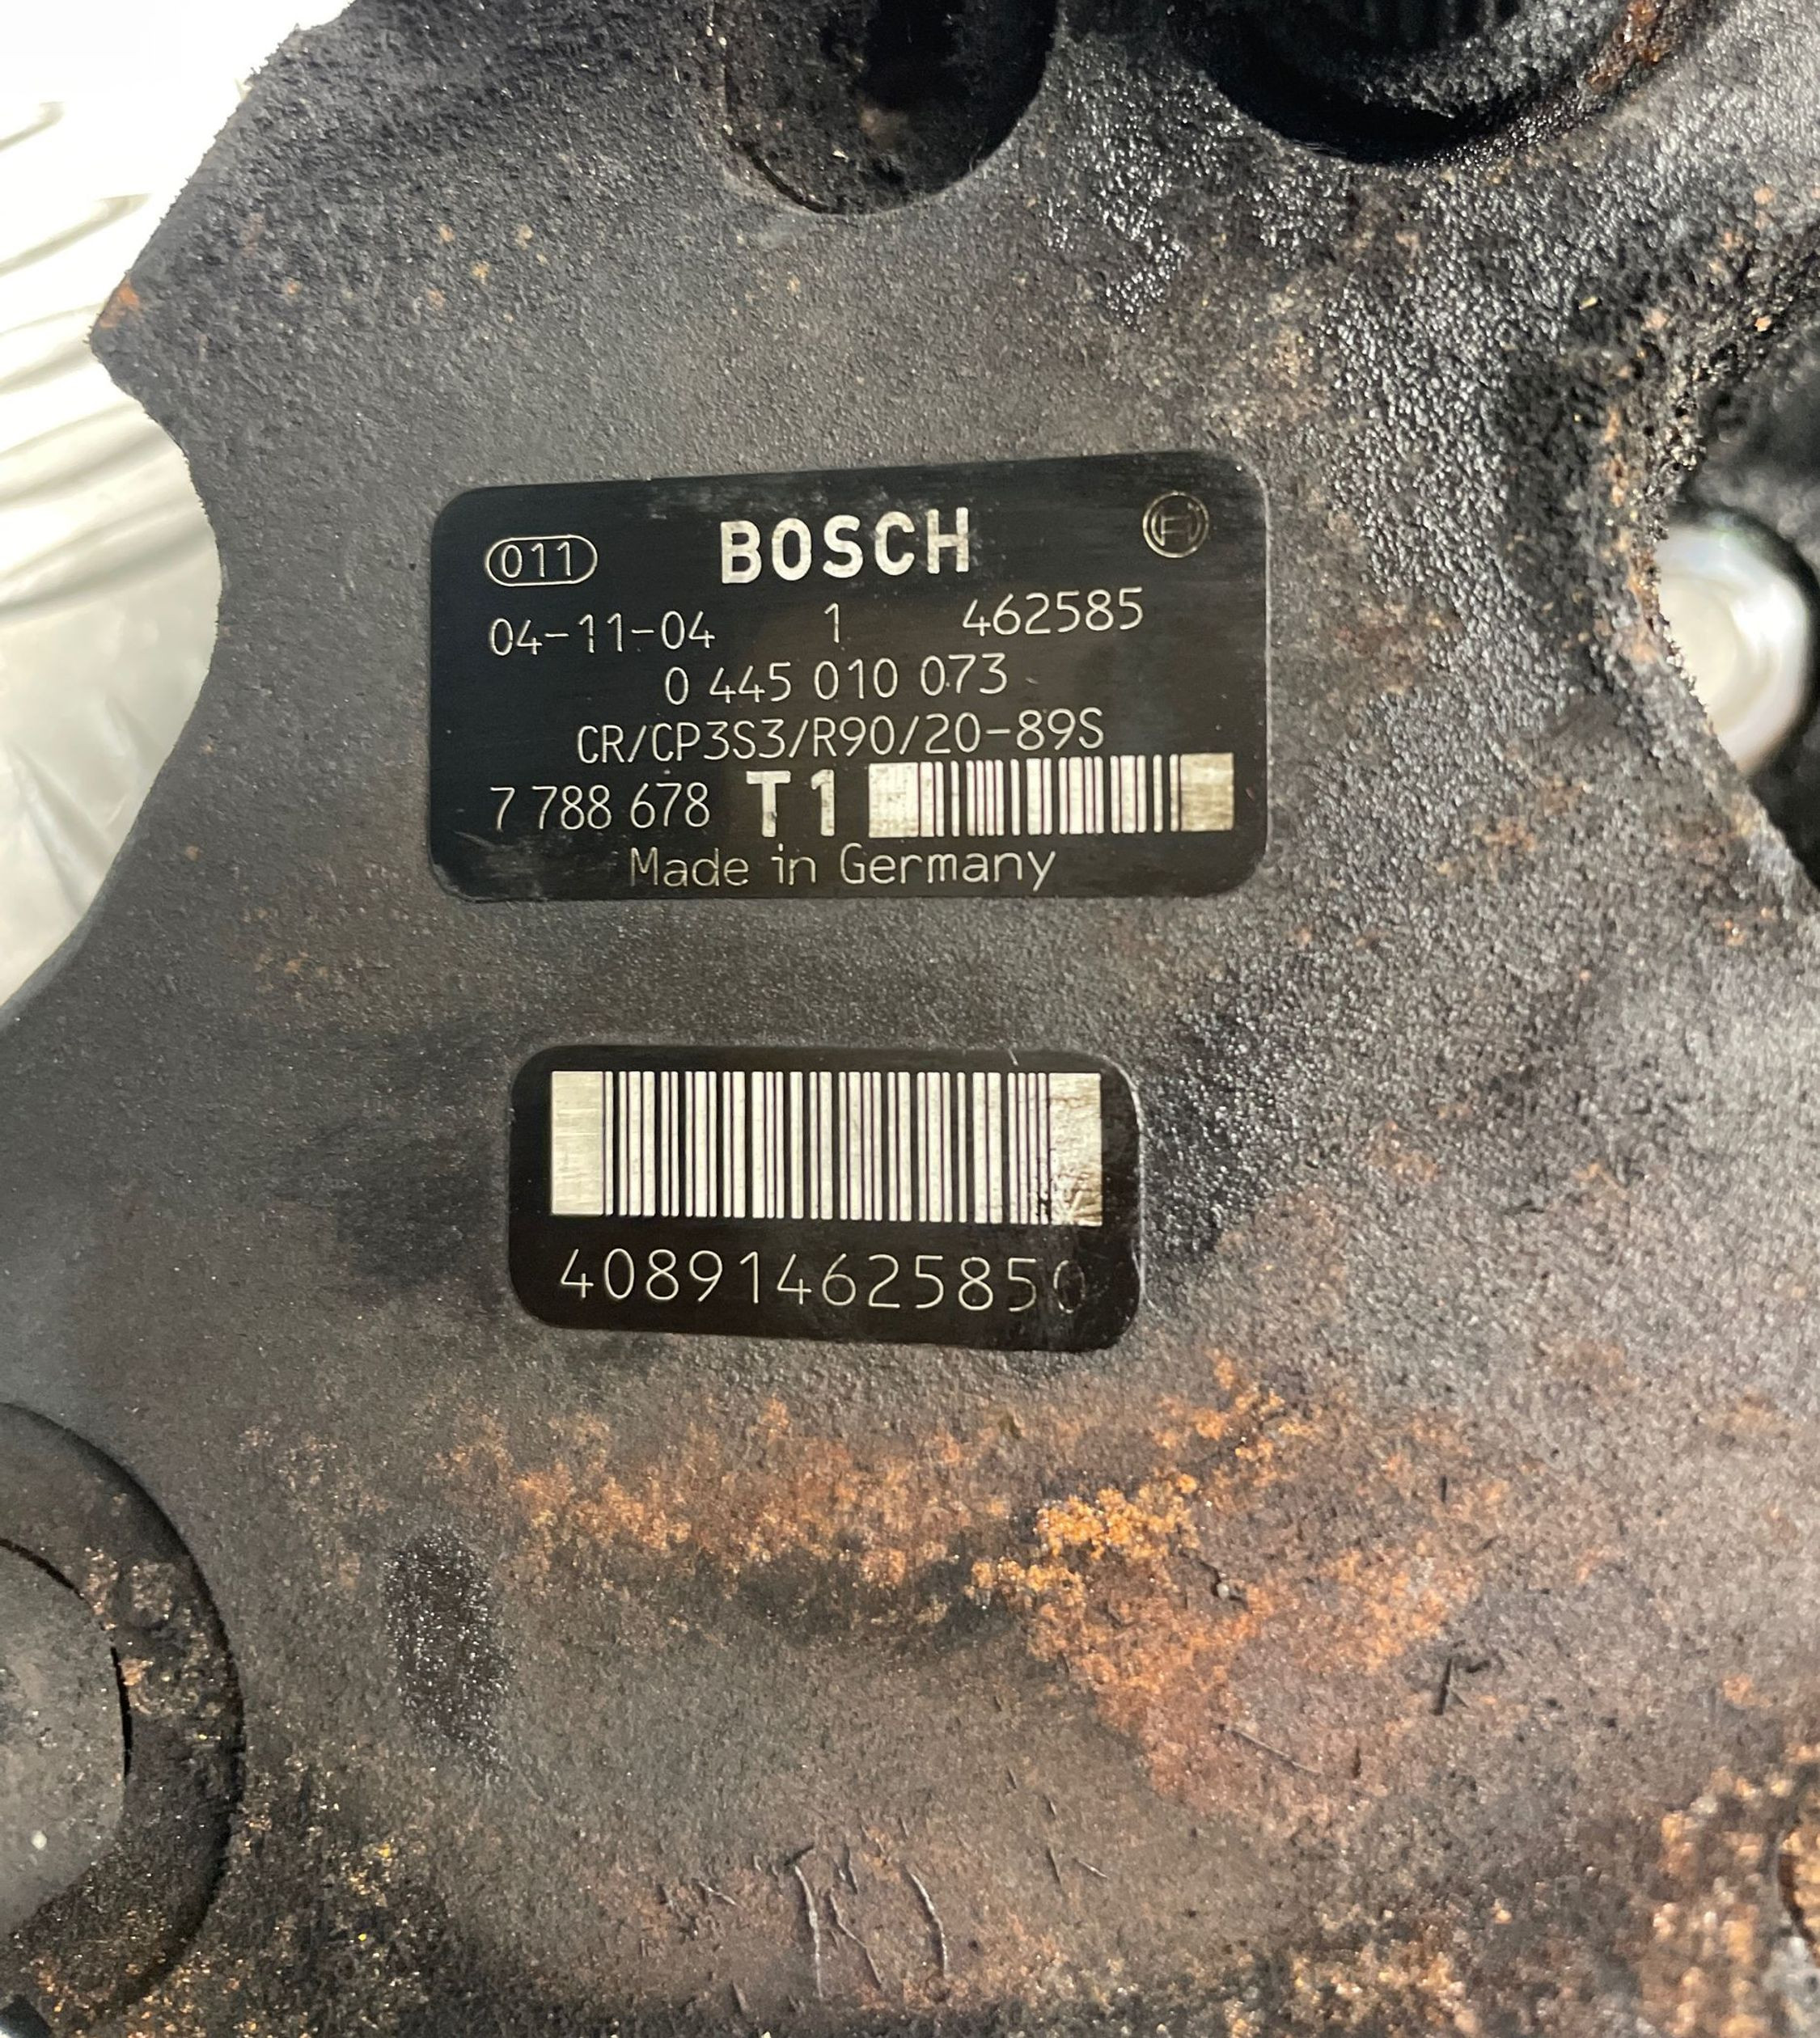 011 BOSCH
04-11-04 1 462585
0 445 010 073
CR/CP3S3/R90/20-89S
7 788 678 T1
Made in Germany
408914625850